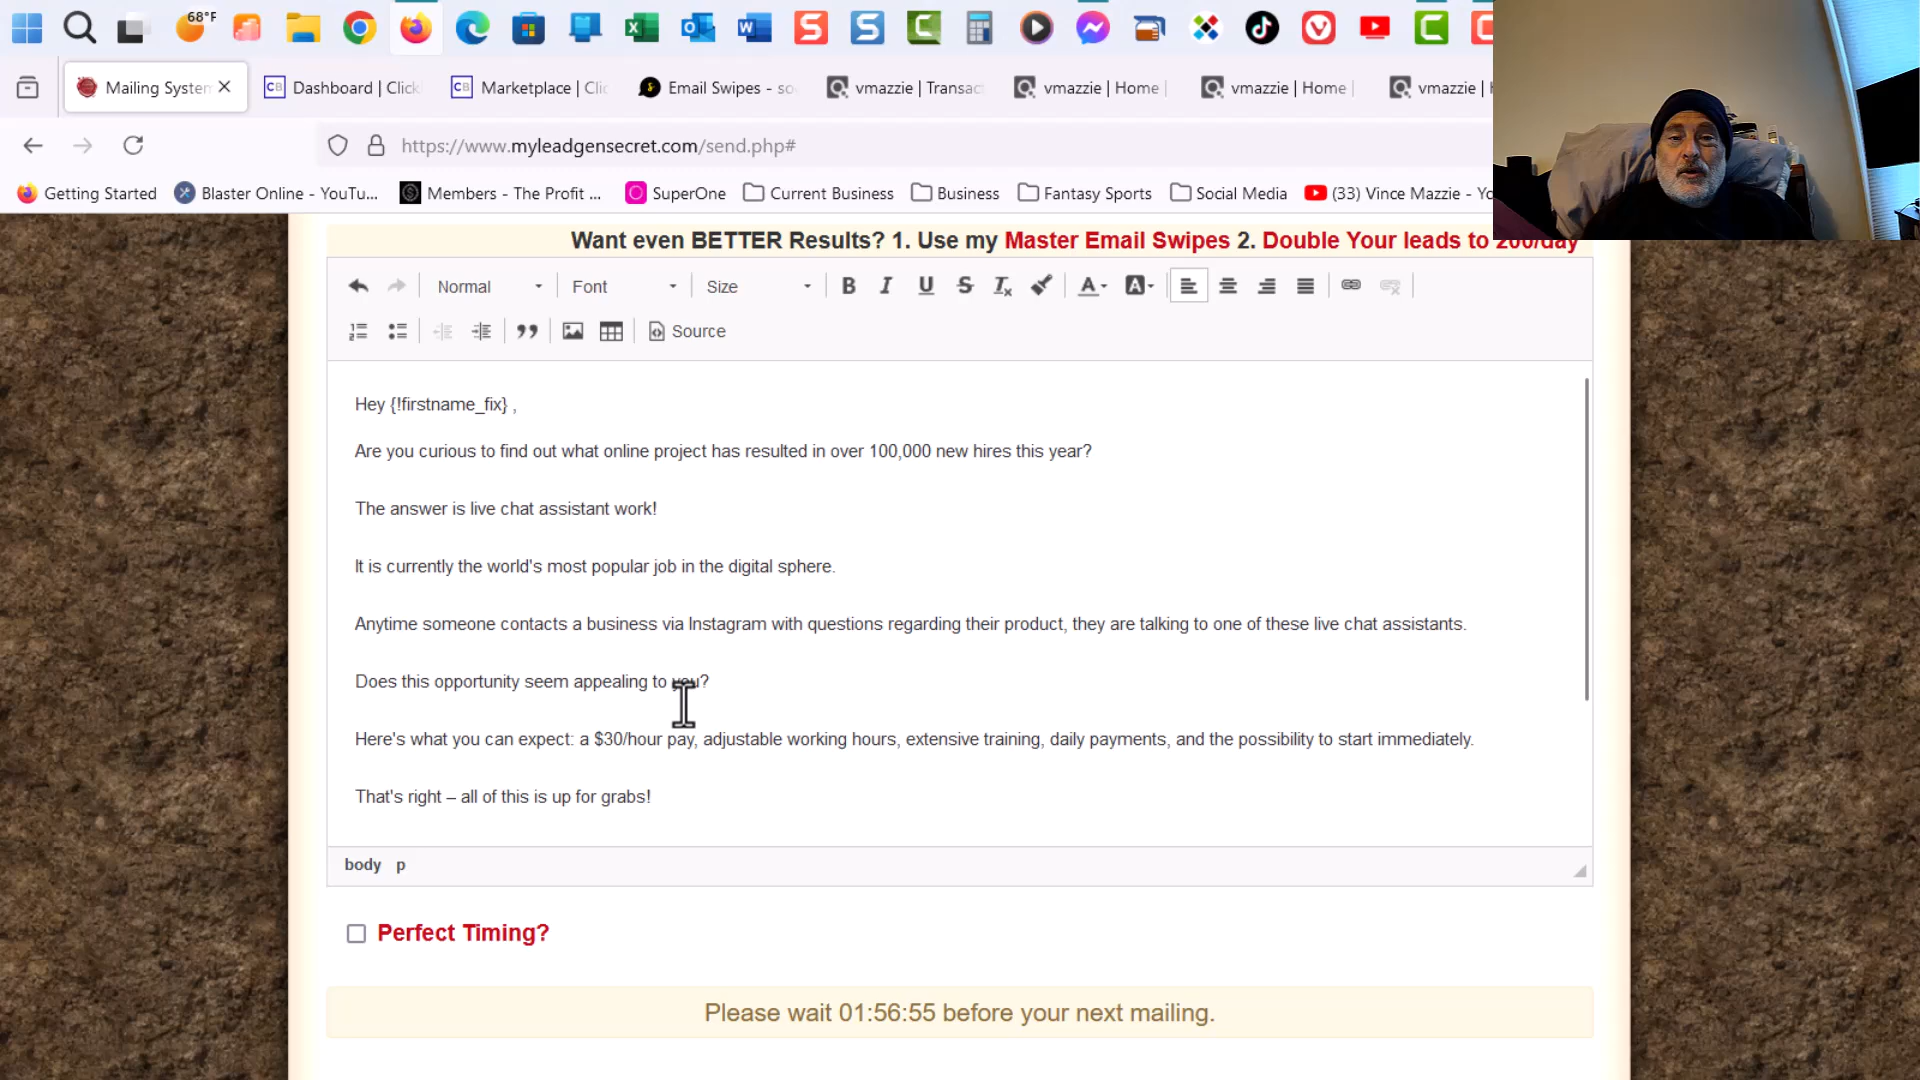 68°F
Mailing System
Dashboard | Click
Marketplace | Clic
Email Swipes - so
vmazzie | Transac
vmazzie | Home |
vmazzie | Home |
vmazzie |
https://www.myleadgensecret.com/send.php#
Getting Started
Blaster Online - YouTu...
Members - The Profit ...
SuperOne
Current Business
Business
Fantasy Sports
Social Media
(33) Vince Mazzie - Yo
Want even BETTER Results? 1. Use my Master Email Swipes 2. Double Your leads to 200/day
Normal Font Size
Source
Hey {!firstname_fix} ,
Are you curious to find out what online project has resulted in over 100,000 new hires this year?
The answer is live chat assistant work!
It is currently the world's most popular job in the digital sphere.
Anytime someone contacts a business via Instagram with questions regarding their product, they are talking to one of these live chat assistants.
Does this opportunity seem appealing to you?
Here's what you can expect: a $30/hour pay, adjustable working hours, extensive training, daily payments, and the possibility to start immediately.
That's right – all of this is up for grabs!
body p
Perfect Timing?
Please wait 01:56:55 before your next mailing.